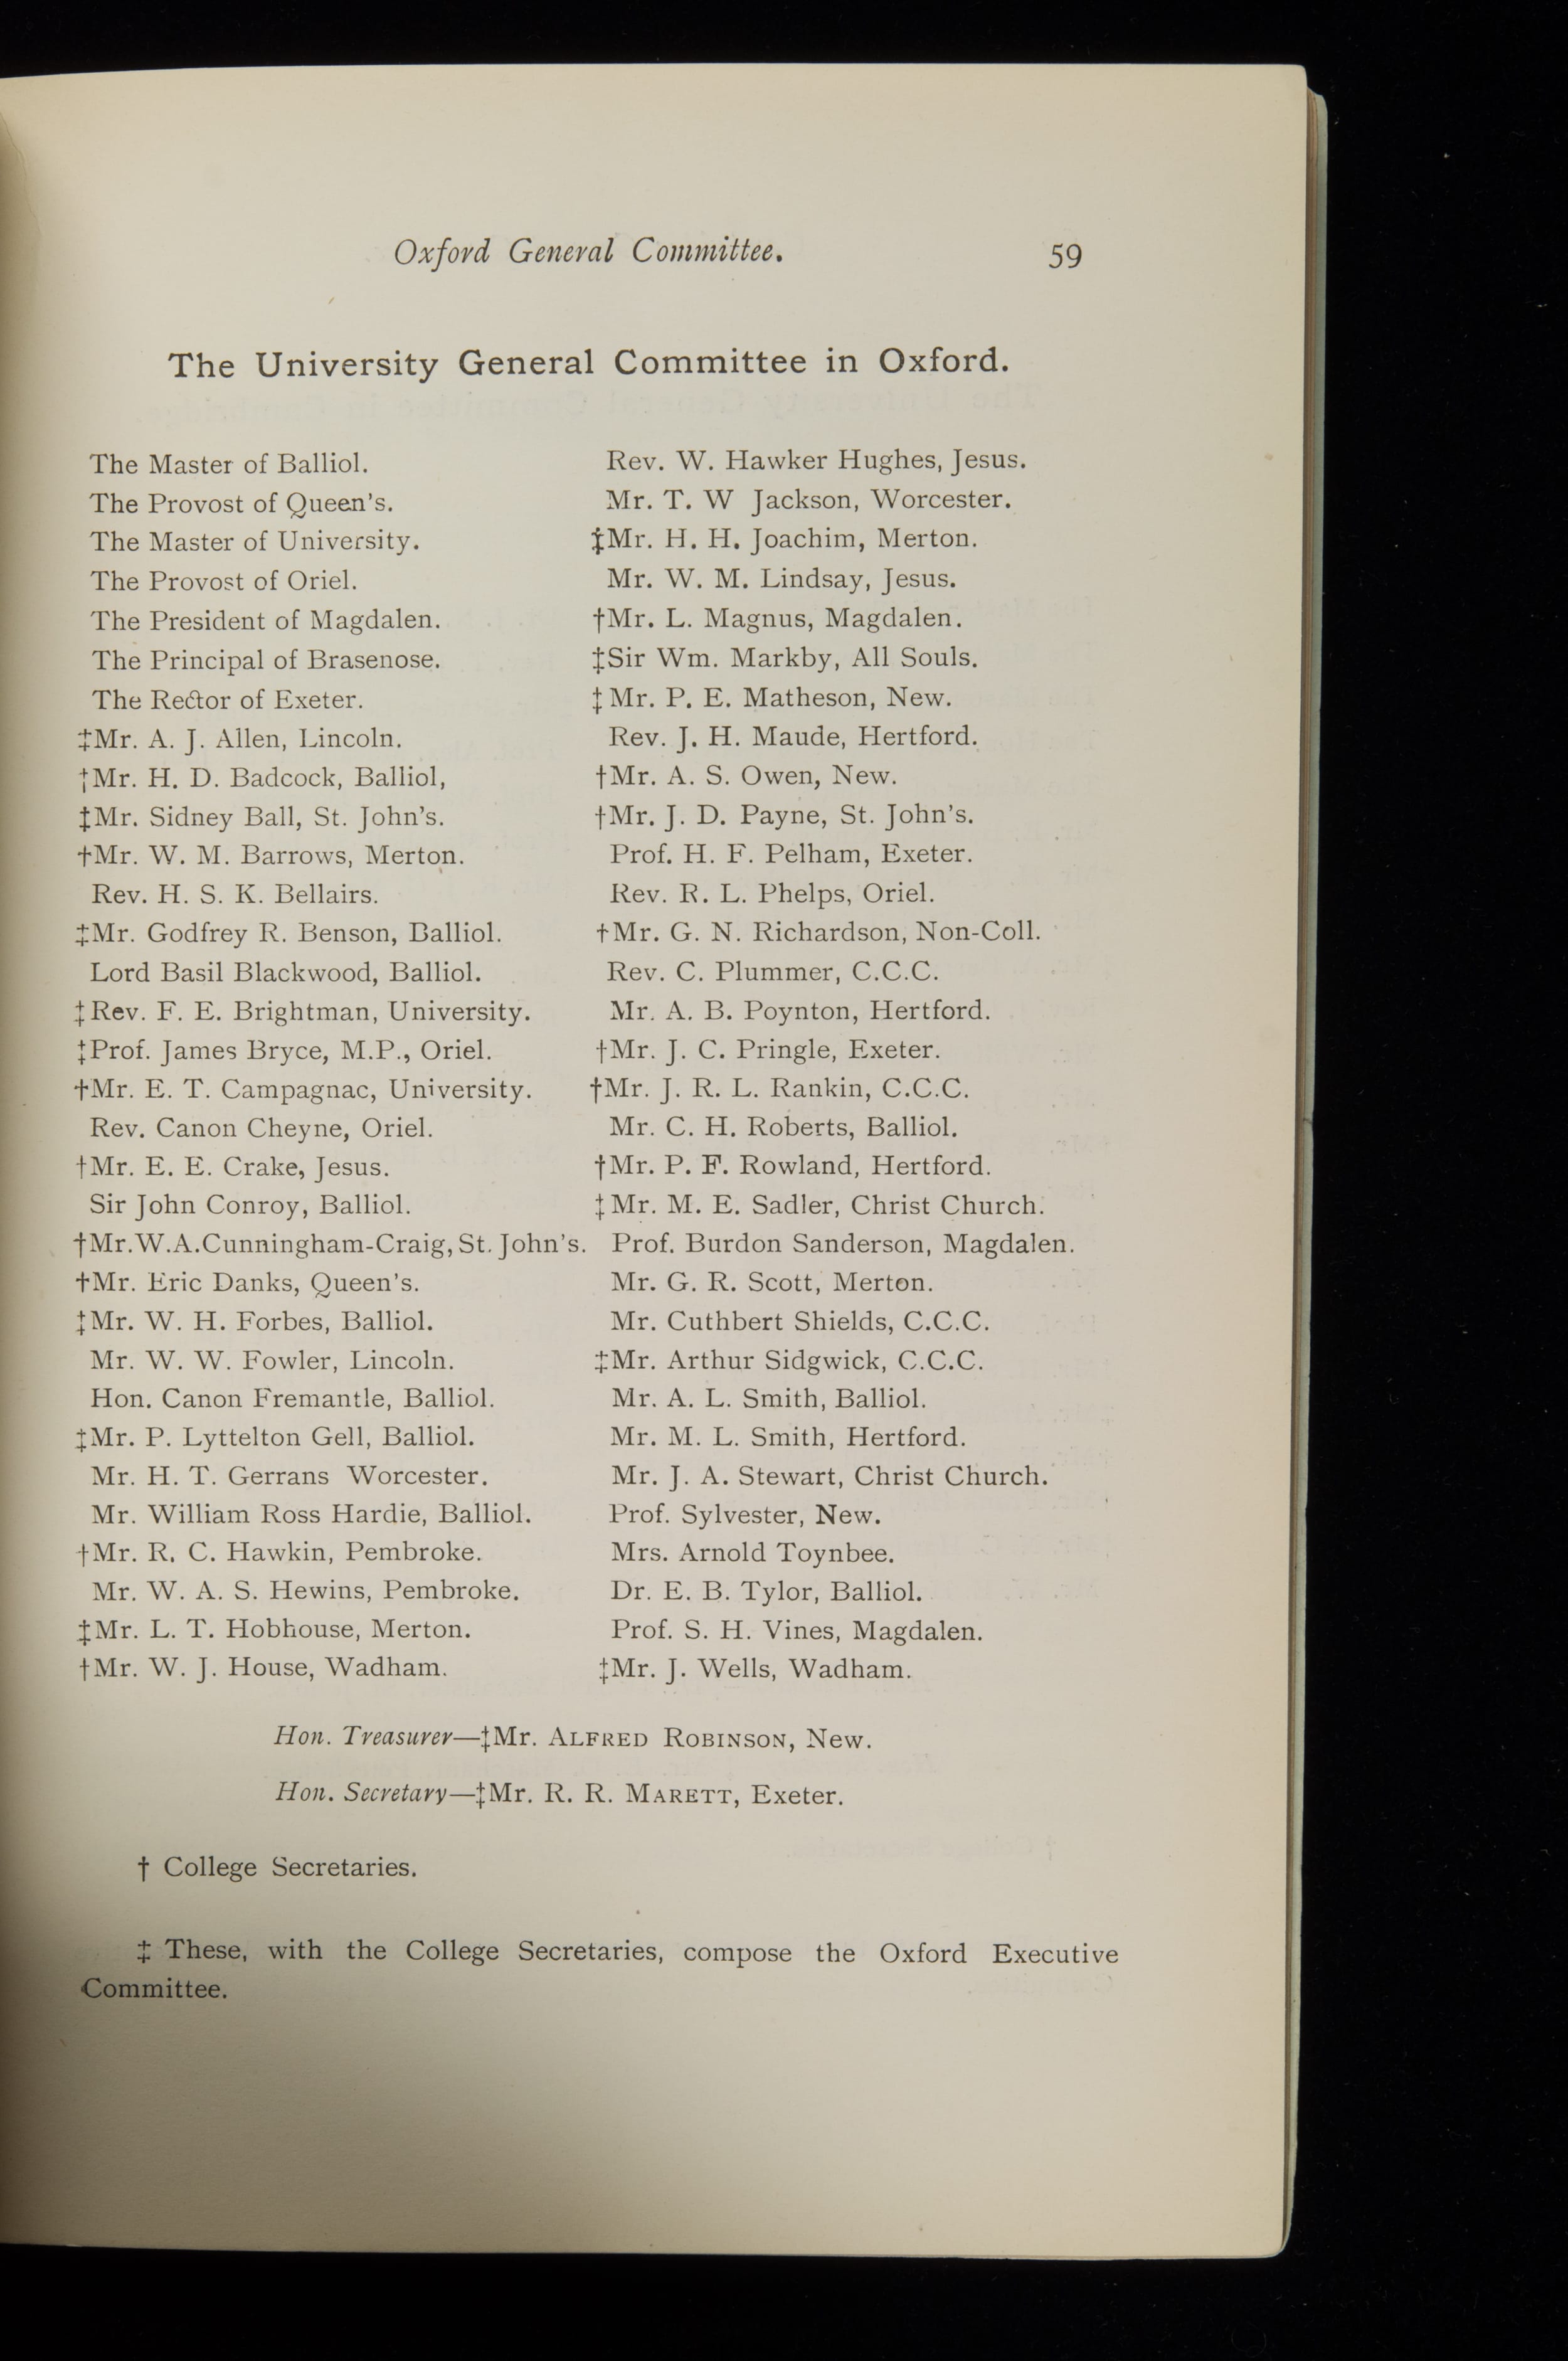 Oxford General Committee. 59
The University General Committee in Oxford.
The Master of Balliol.
The Provost of Queen's.
The Master of University.
The Provost of Oriel.
The President of Magdalen.
The Principal of Brasenose.
The Rector of Exeter.
‡Mr. A. J. Allen, Lincoln.
†Mr. H. D. Badcock, Balliol,
‡Mr. Sidney Ball, St. John's.
†Mr. W. M. Barrows, Merton.
Rev. H. S. K. Bellairs.
‡Mr. Godfrey R. Benson, Balliol.
Lord Basil Blackwood, Balliol.
‡Rev. F. E. Brightman, University.
‡Prof. James Bryce, M.P., Oriel.
†Mr. E. T. Campagnac, University.
Rev. Canon Cheyne, Oriel.
†Mr. E. E. Crake, Jesus.
Sir John Conroy, Balliol.
†Mr.W.A.Cunningham-Craig, St. John's.
†Mr. Eric Danks, Queen's.
‡Mr. W. H. Forbes, Balliol.
Mr. W. W. Fowler, Lincoln.
Hon. Canon Fremantle, Balliol.
‡Mr. P. Lyttelton Gell, Balliol.
Mr. H. T. Gerrans Worcester.
Mr. William Ross Hardie, Balliol.
†Mr. R. C. Hawkin, Pembroke.
Mr. W. A. S. Hewins, Pembroke.
‡Mr. L. T. Hobhouse, Merton.
†Mr. W. J. House, Wadham.
Rev. W. Hawker Hughes, Jesus.
Mr. T. W Jackson, Worcester.
‡Mr. H. H. Joachim, Merton.
Mr. W. M. Lindsay, Jesus.
†Mr. L. Magnus, Magdalen.
‡Sir Wm. Markby, All Souls.
‡Mr. P. E. Matheson, New.
Rev. J. H. Maude, Hertford.
†Mr. A. S. Owen, New.
†Mr. J. D. Payne, St. John's.
Prof. H. F. Pelham, Exeter.
Rev. R. L. Phelps, Oriel.
†Mr. G. N. Richardson, Non-Coll.
Rev. C. Plummer, C.C.C.
Mr. A. B. Poynton, Hertford.
†Mr. J. C. Pringle, Exeter.
†Mr. J. R. L. Rankin, C.C.C.
Mr. C. H. Roberts, Balliol.
†Mr. P. F. Rowland, Hertford.
‡Mr. M. E. Sadler, Christ Church.
Prof. Burdon Sanderson, Magdalen.
Mr. G. R. Scott, Merton.
Mr. Cuthbert Shields, C.C.C.
‡Mr. Arthur Sidgwick, C.C.C.
Mr. A. L. Smith, Balliol.
Mr. M. L. Smith, Hertford.
Mr. J. A. Stewart, Christ Church.
Prof. Sylvester, New.
Mrs. Arnold Toynbee.
Dr. E. B. Tylor, Balliol.
Prof. S. H. Vines, Magdalen.
‡Mr. J. Wells, Wadham.
Hon. Treasurer—‡Mr. ALFRED ROBINSON, New.
Hon. Secretary—‡Mr. R. R. MARETT, Exeter.
† College Secretaries.
‡ These, with the College Secretaries, compose the Oxford Executive
Committee.